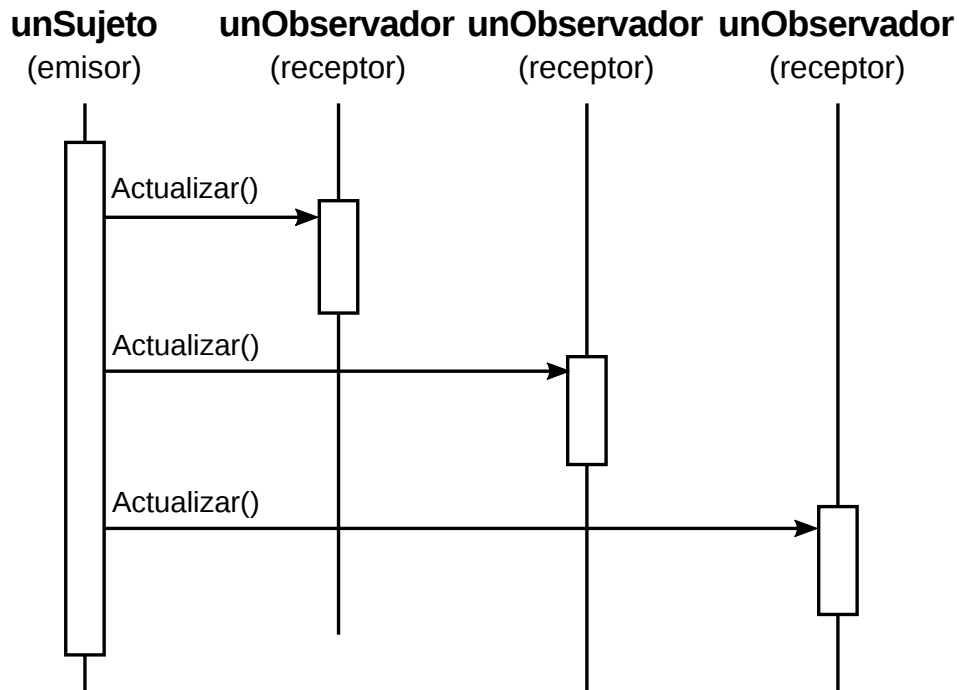 unSujeto unObservador unObservador unObservador
(emisor) (receptor) (receptor) (receptor)
Actualizar()
Actualizar()
Actualizar()